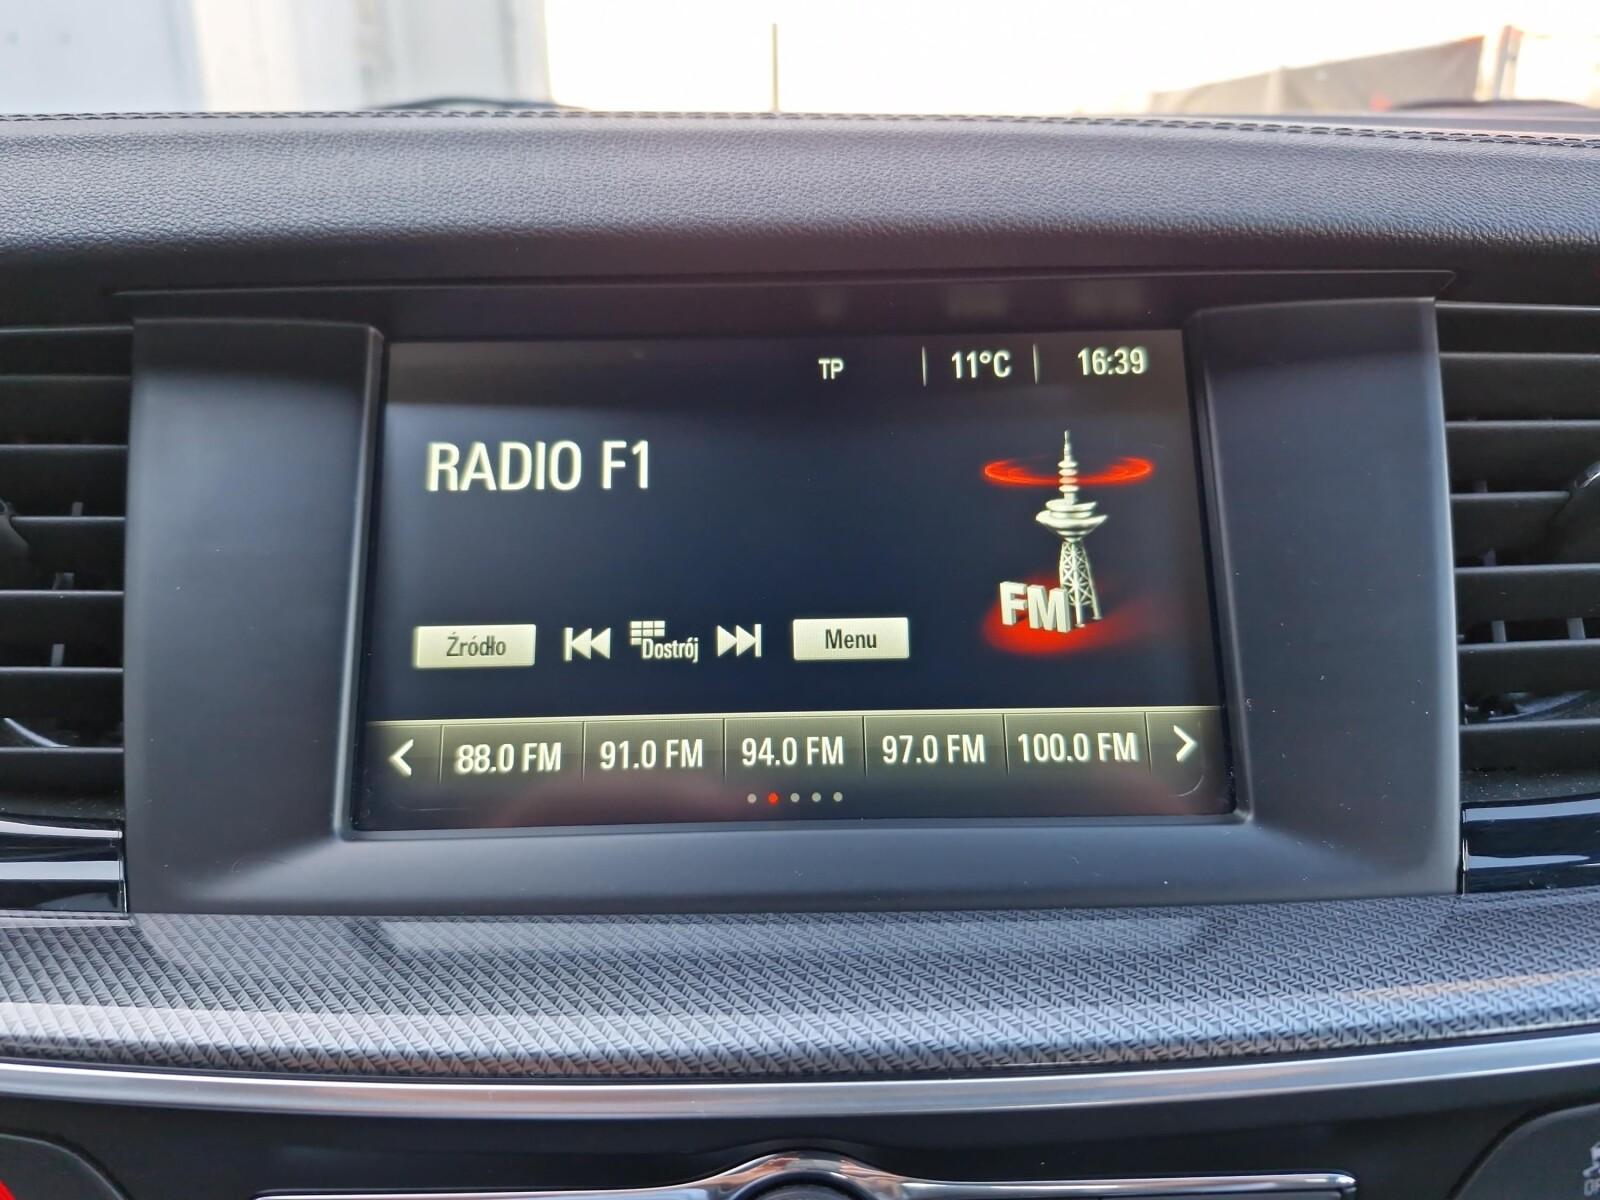 TP 11°C 16:39
RADIO F1
FM
Źródło Dostrój Menu
88.0 FM 91.0 FM 94.0 FM 97.0 FM 100.0 FM